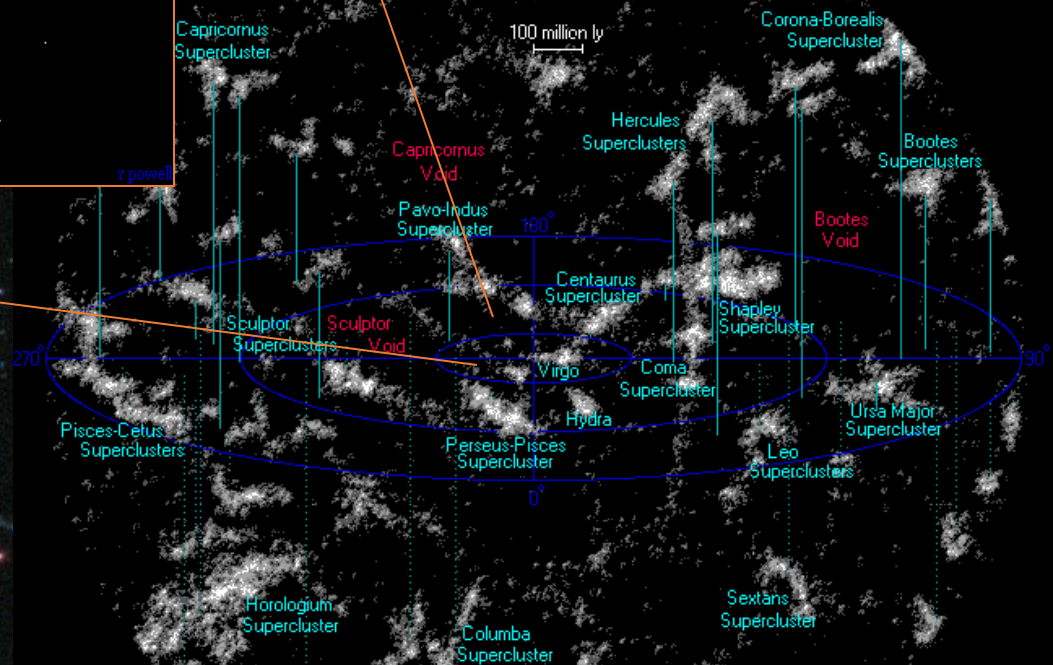 Capricornus
Supercluster
100 million ly
Corona-Borealis
Supercluster
Hercules
Superclusters
Bootes
Superclusters
Capricornus
Void
r powell
Pavo-Indus
Supercluster
180°
Bootes
Void
Centaurus
Supercluster
Shapley
Supercluster
Sculptor
Superclusters
Sculptor
Void
270°
90°
Virgo
Coma
Supercluster
Hydra
Ursa Major
Supercluster
Pisces-Cetus
Superclusters
Perseus-Pisces
Supercluster
Leo
Superclusters
0°
Horologium
Supercluster
Sextans
Supercluster
Columba
Supercluster